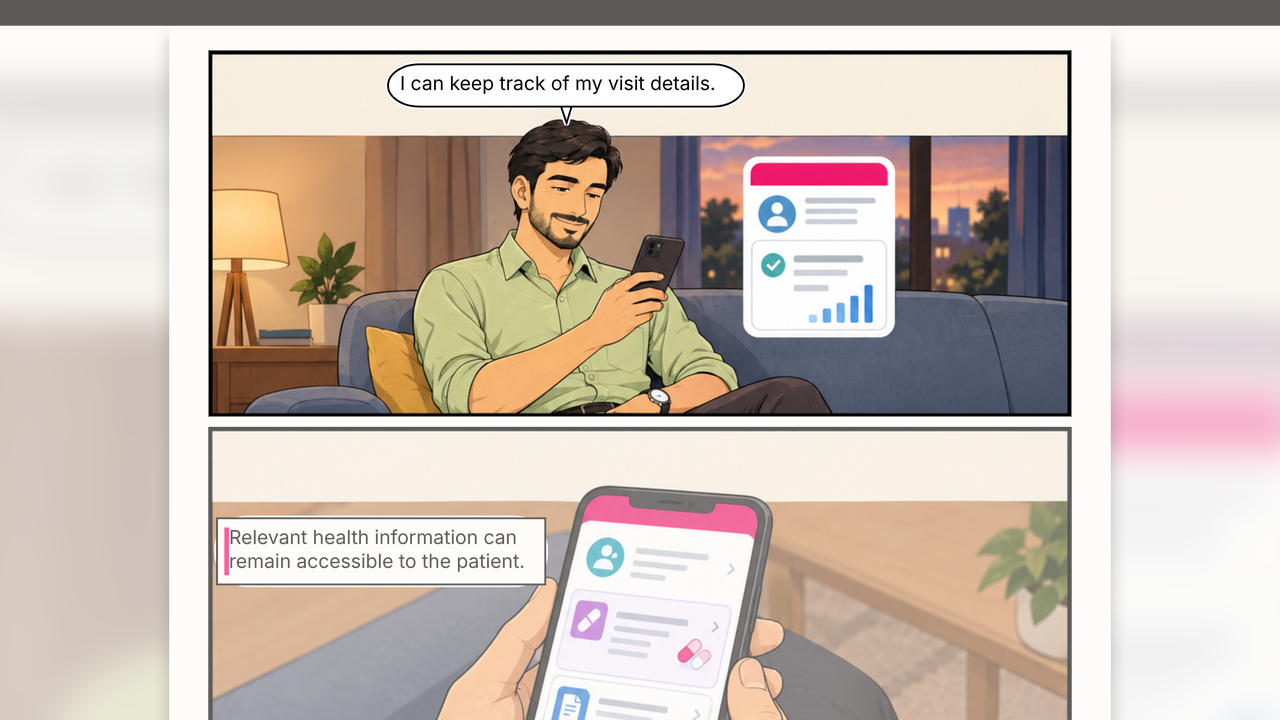 I can keep track of my visit details.
Relevant health information can
remain accessible to the patient.